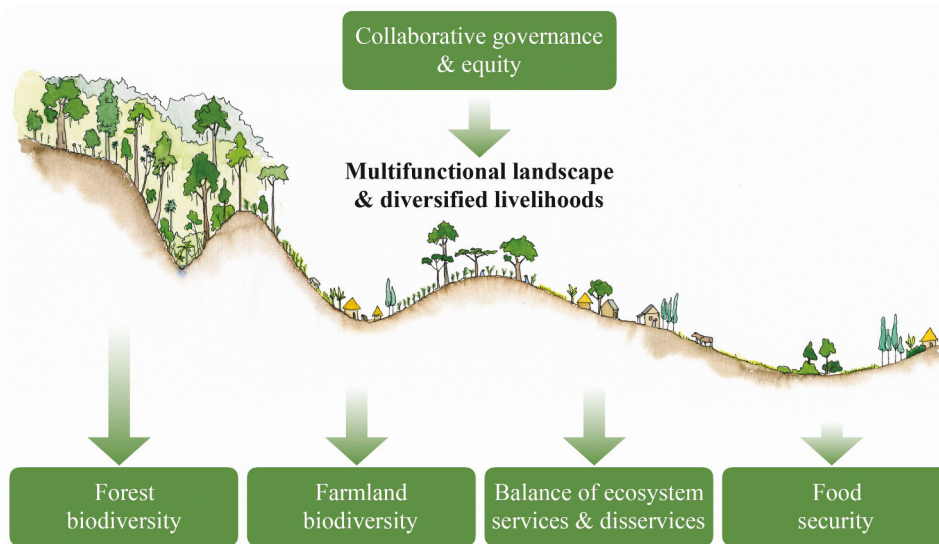 Collaborative governance
& equity
Multifunctional landscape
& diversified livelihoods
Forest
biodiversity
Farmland
biodiversity
Balance of ecosystem
services & disservices
Food
security